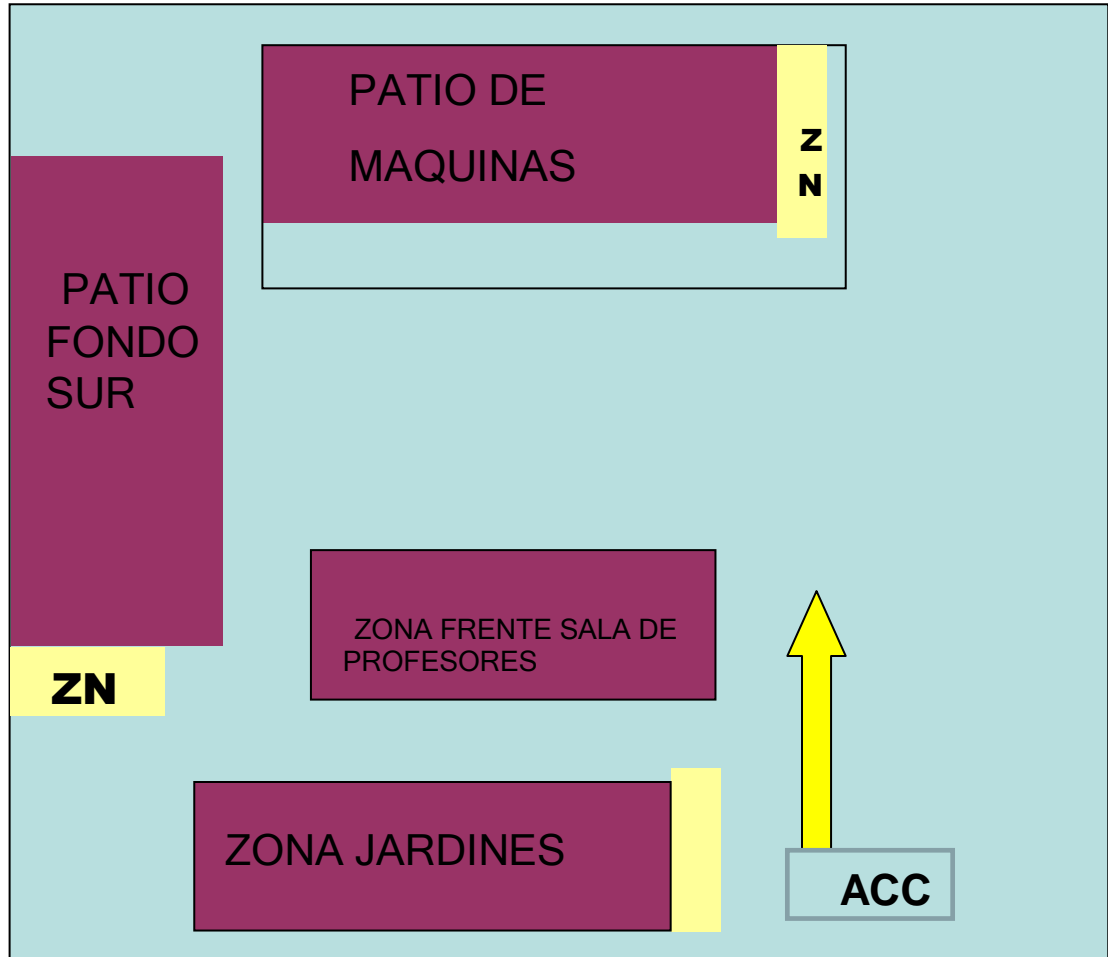 PATIO DE
MAQUINAS
Z
N
PATIO
FONDO
SUR
ZONA FRENTE SALA DE
PROFESORES
ZN
ZONA JARDINES
ACC